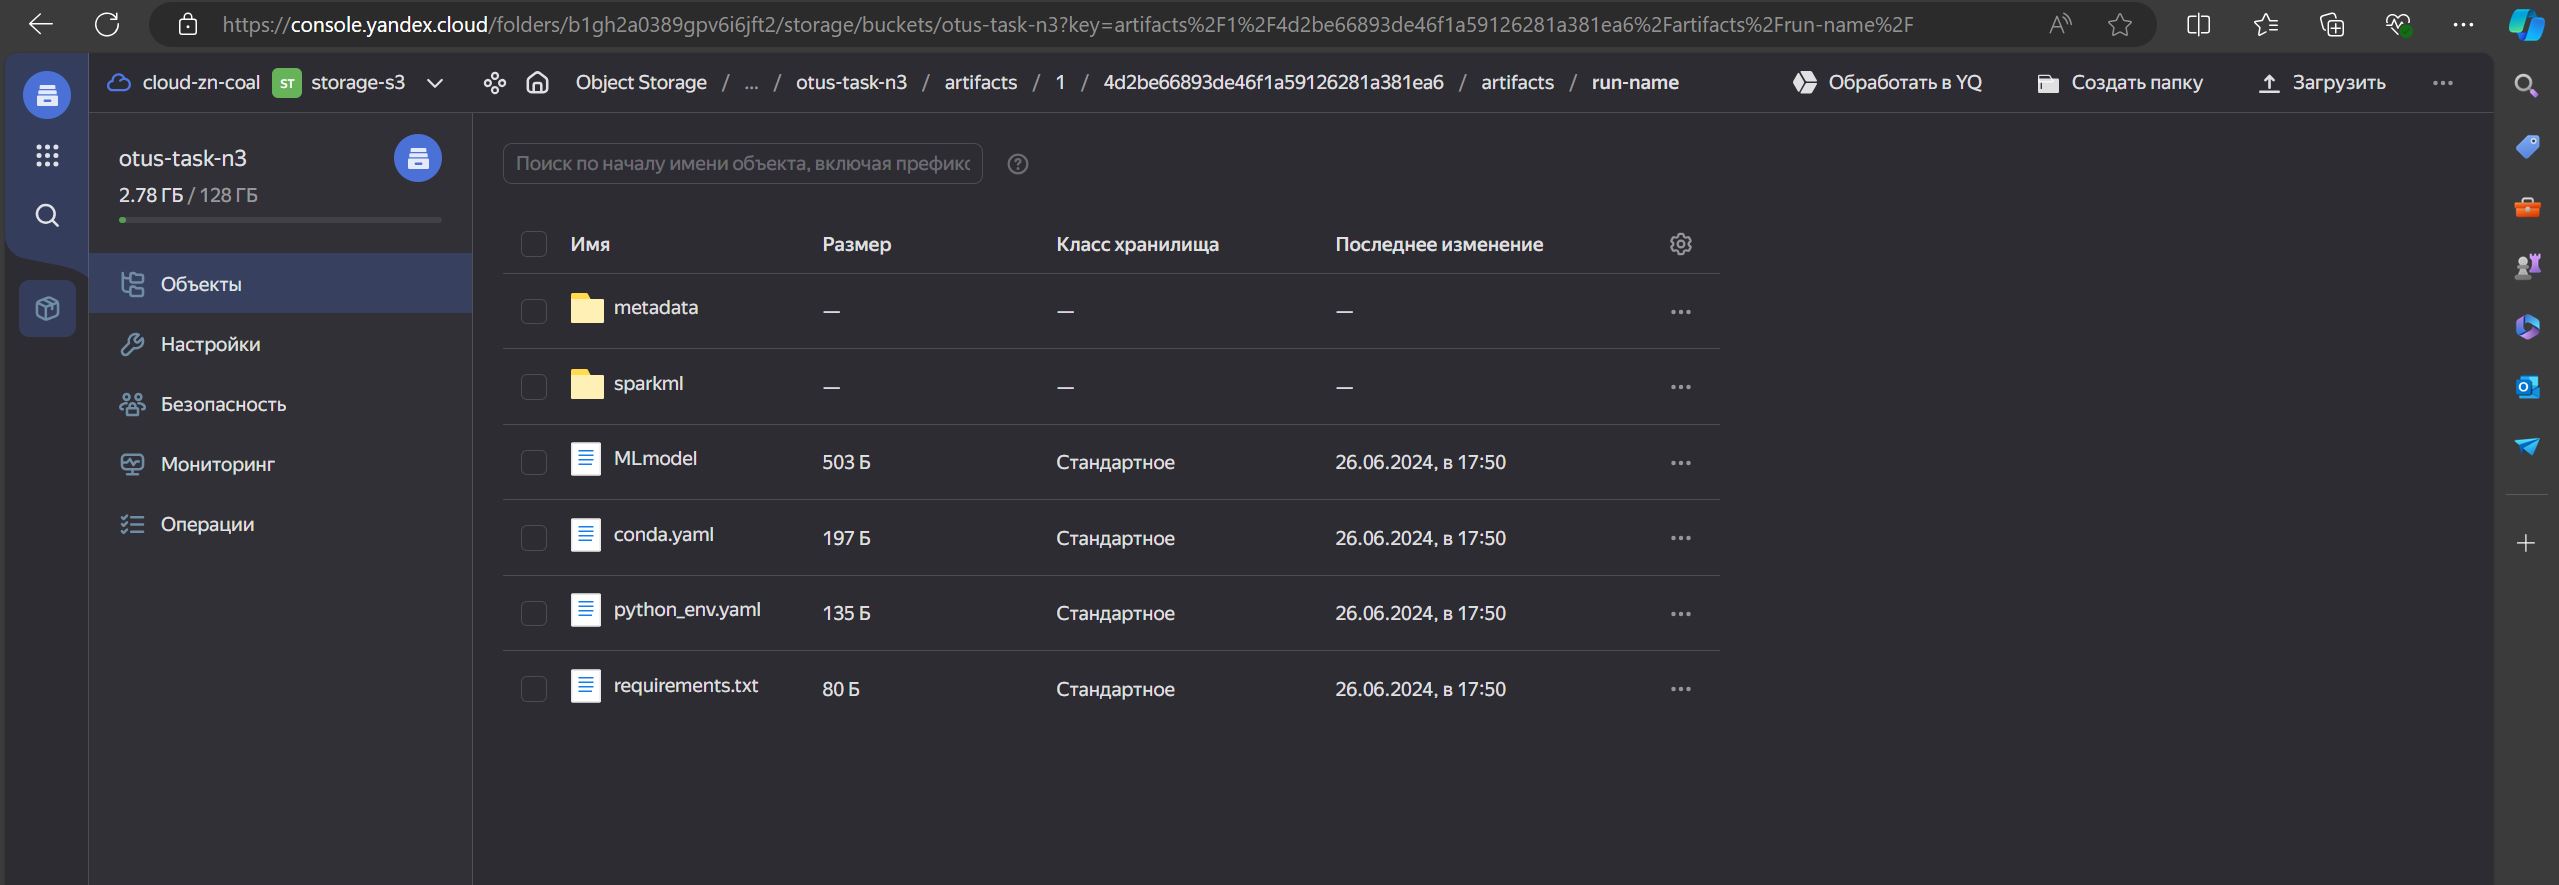 https://console.yandex.cloud/folders/b1gh2a0389gpv6i6jft2/storage/buckets/otus-task-n3?key=artifacts%2F1%2F4d2be66893de46f1a59126281a381ea6%2Fartifacts%2Frun-name%2F
cloud-zn-coal ST storage-s3 Object Storage / ... / otus-task-n3 / artifacts / 1 / 4d2be66893de46f1a59126281a381ea6 / artifacts / run-name Обработать в YQ Создать папку Загрузить
otus-task-n3
2.78 ГБ / 128 ГБ
Объекты
Настройки
Безопасность
Мониторинг
Операции
Поиск по началу имени объекта, включая префикс
Имя Размер Класс хранилища Последнее изменение
metadata — — —
sparkml — — —
MLmodel 503 Б Стандартное 26.06.2024, в 17:50
conda.yaml 197 Б Стандартное 26.06.2024, в 17:50
python_env.yaml 135 Б Стандартное 26.06.2024, в 17:50
requirements.txt 80 Б Стандартное 26.06.2024, в 17:50